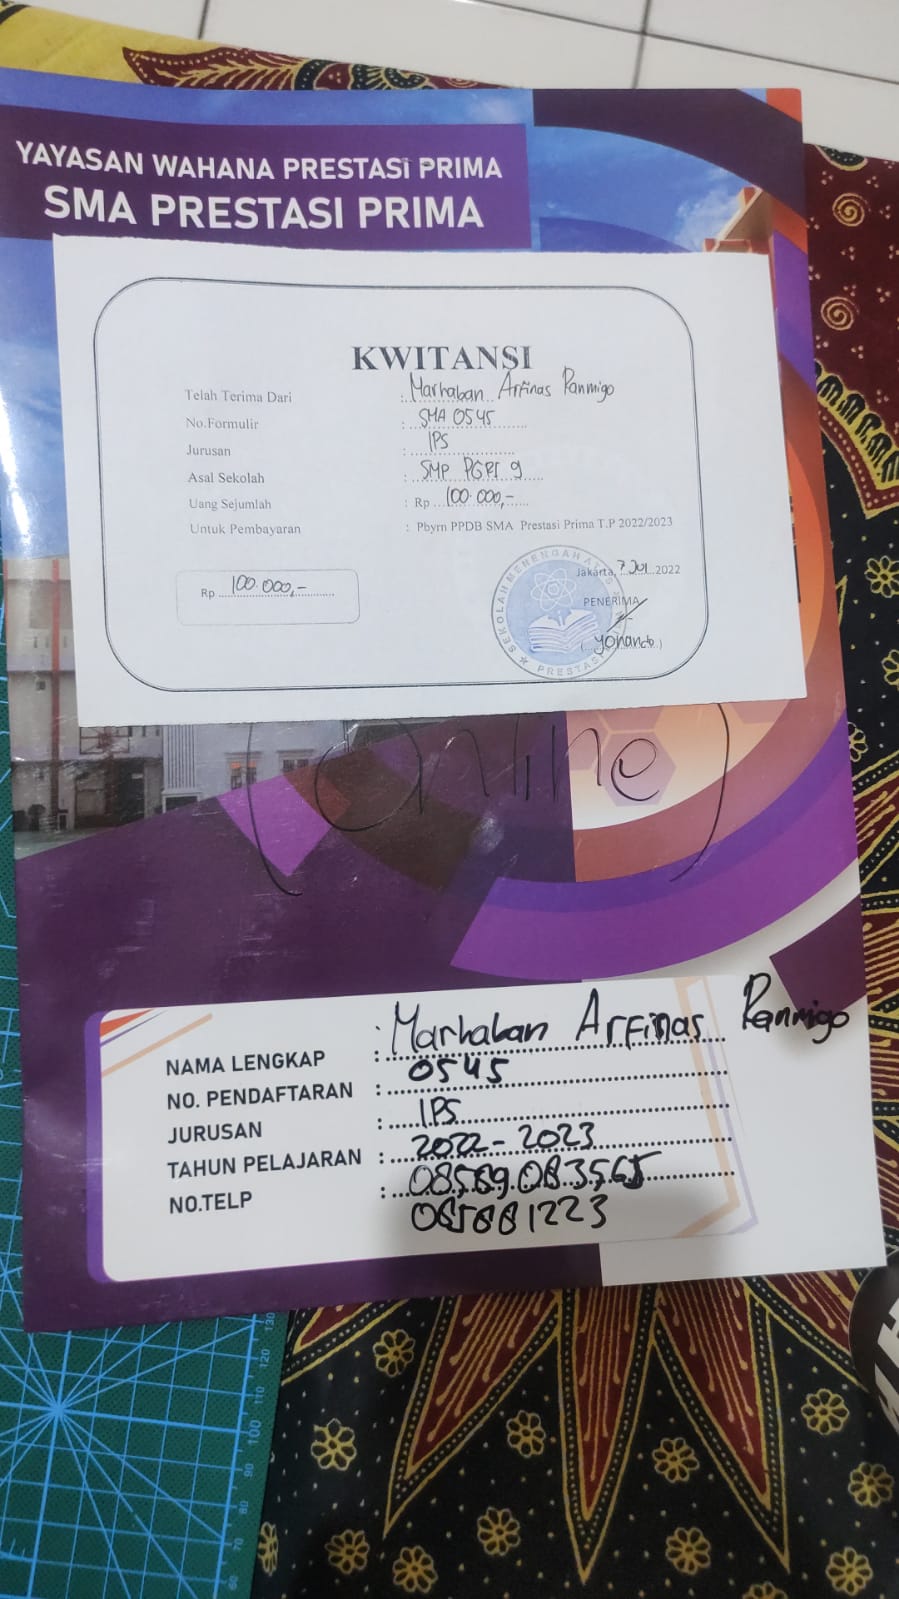 YAYASAN WAHANA PRESTASI PRIMA
SMA PRESTASI PRIMA
KWITANSI
Telah Terima Dari : Marhaban Arfinas Ranmigo
No.Formulir : SMA 0545
Jurusan : IPS
Asal Sekolah : SMP PGRI 9
Uang Sejumlah : Rp 100.000,-
Untuk Pembayaran : Pbyrn PPDB SMA Prestasi Prima T.P 2022/2023
Rp 100.000,-
Jakarta, 7 Jul 2022
PENERIMA
SEKOLAH MENENGAH ATAS
PRESTASI
(online)
NAMA LENGKAP : Marhaban Arfinas Ranmigo
NO. PENDAFTARAN : 0545
JURUSAN : IPS
TAHUN PELAJARAN : 2022-2023
NO.TELP :
130
120
110
100
90
80
70
60